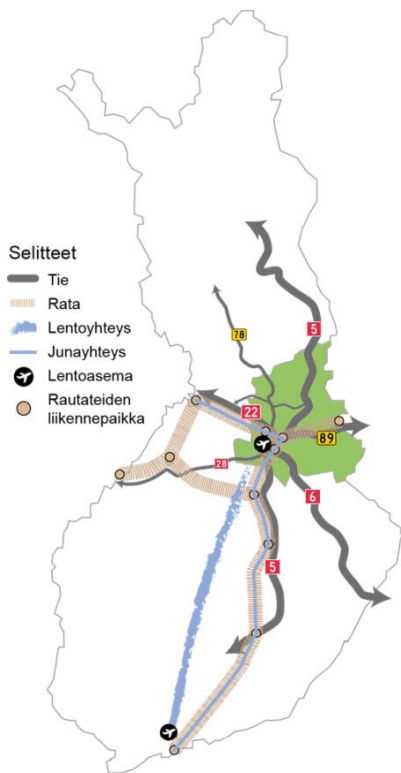 Selitteet
Tie
Rata
Lentoyhteys
Junayhteys
Lentoasema
Rautateiden
liikennepaikka
78
5
22
89
28
6
5